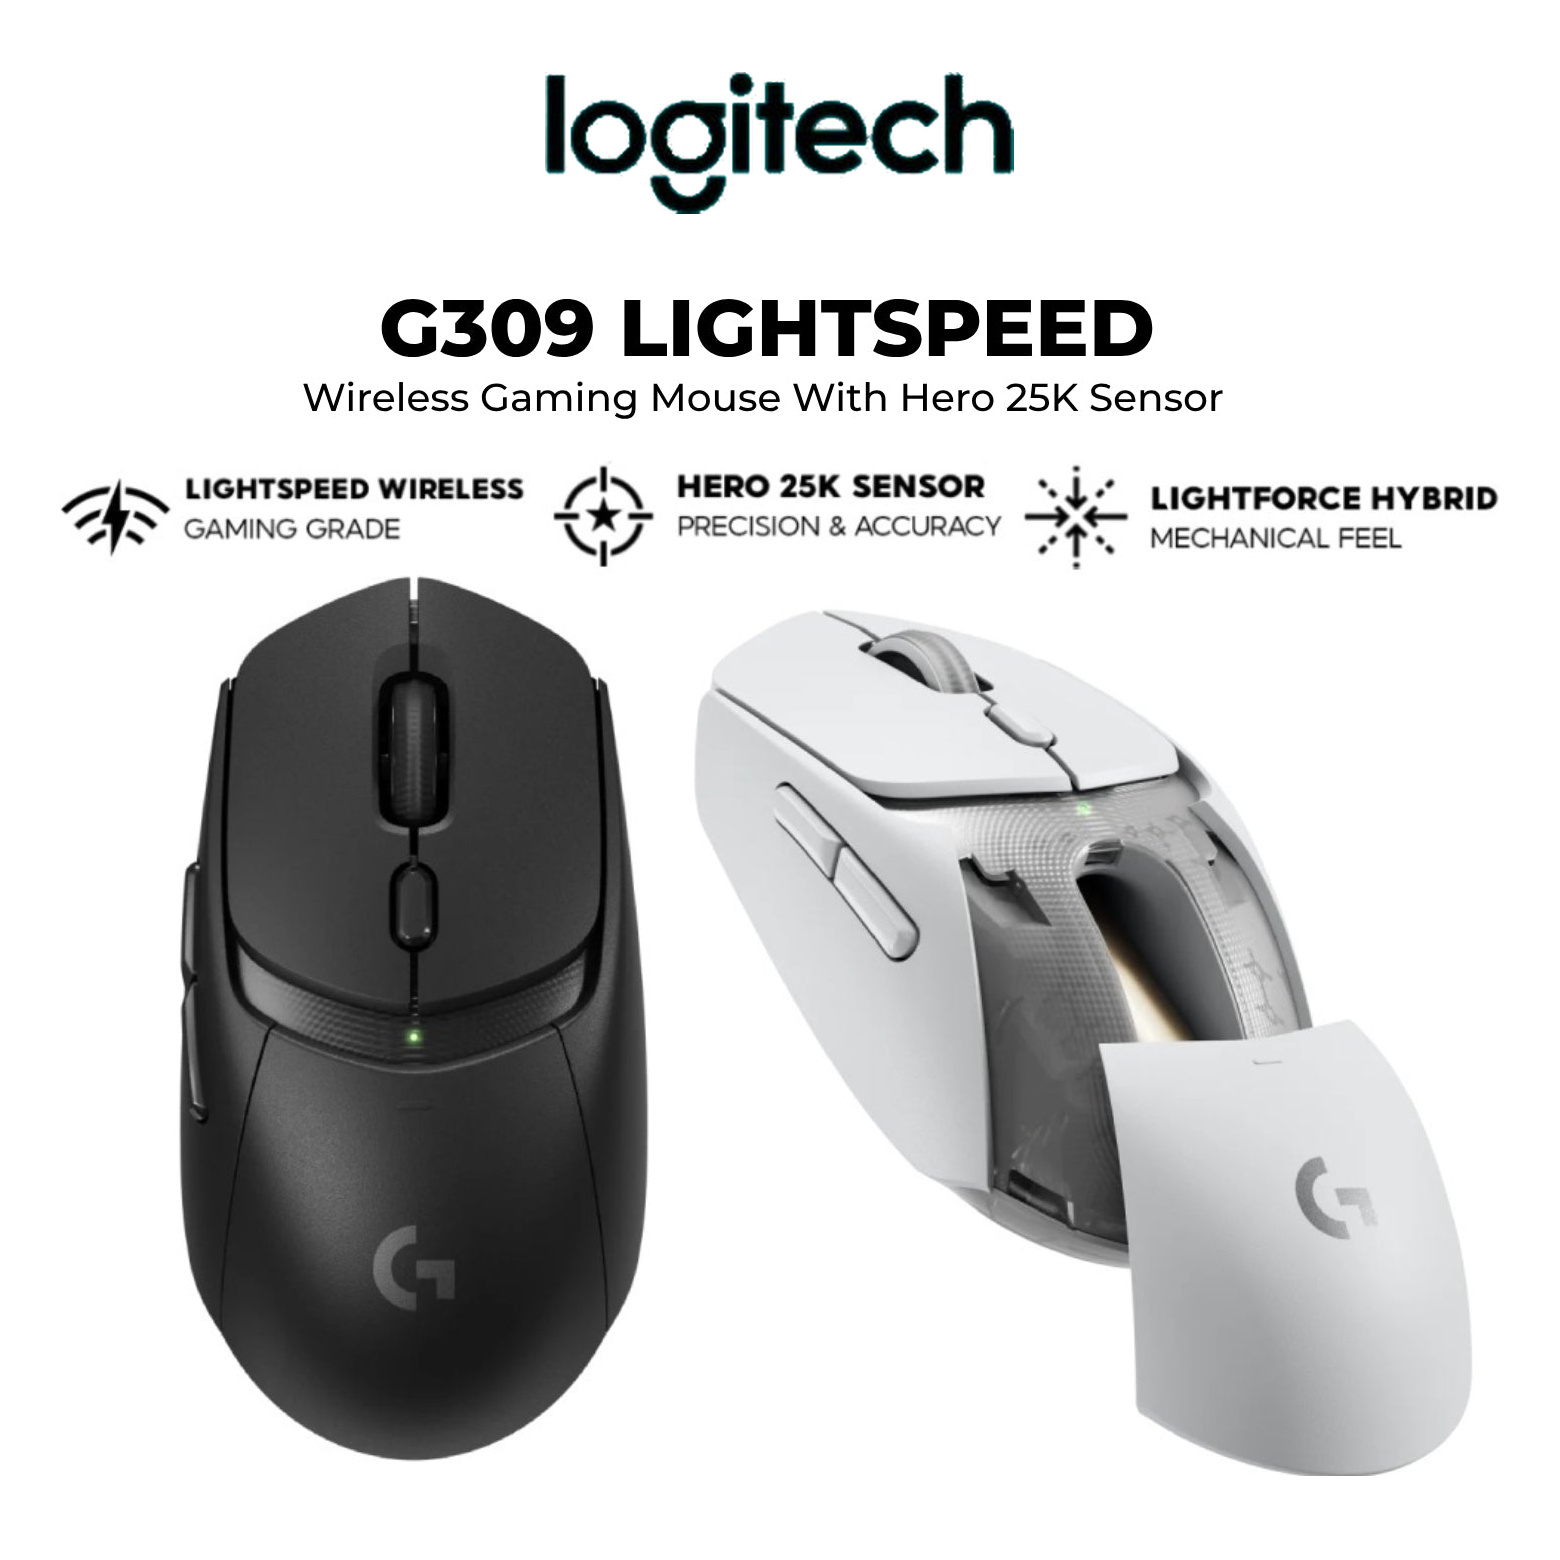 logitech
G309 LIGHTSPEED
Wireless Gaming Mouse With Hero 25K Sensor
LIGHTSPEED WIRELESS
GAMING GRADE
HERO 25K SENSOR
PRECISION & ACCURACY
LIGHTFORCE HYBRID
MECHANICAL FEEL
G
G